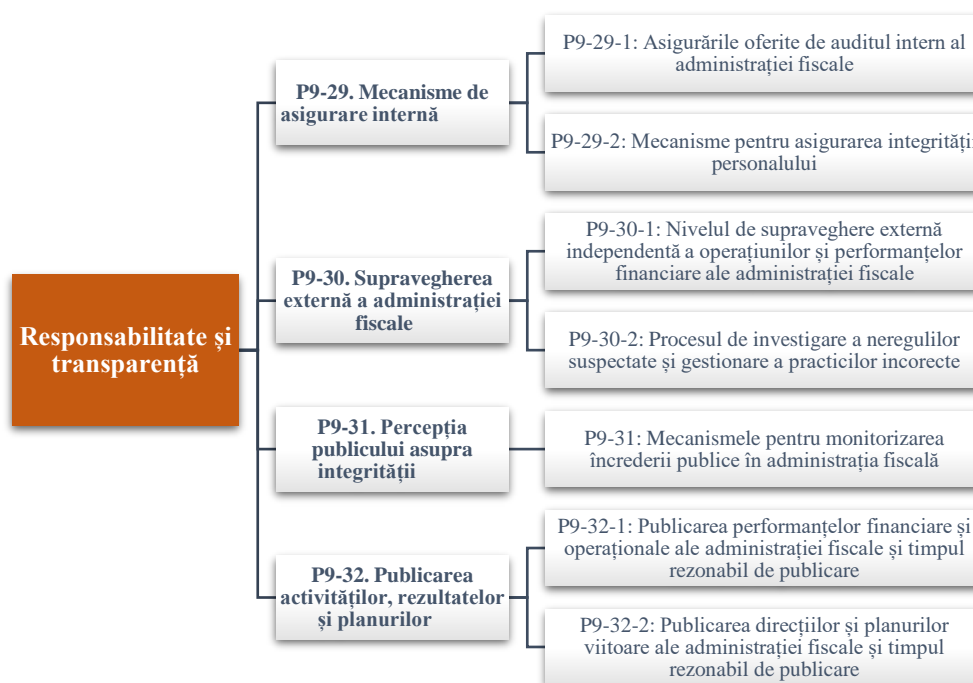 Responsabilitate și
transparență
P9-29. Mecanisme de
asigurare internă
P9-29-1: Asigurările oferite de auditul intern al
administrației fiscale
P9-29-2: Mecanisme pentru asigurarea integrității
personalului
P9-30. Supravegherea
externă a administrației
fiscale
P9-30-1: Nivelul de supraveghere externă
independentă a operațiunilor și performanțelor
financiare ale administrației fiscale
P9-30-2: Procesul de investigare a neregulilor
suspectate și gestionare a practicilor incorecte
P9-31. Percepția
publicului asupra
integrității
P9-31: Mecanismele pentru monitorizarea
încrederii publice în administrația fiscală
P9-32. Publicarea
activităților, rezultatelor
și planurilor
P9-32-1: Publicarea performanțelor financiare și
operaționale ale administrației fiscale și timpul
rezonabil de publicare
P9-32-2: Publicarea direcțiilor și planurilor
viitoare ale administrației fiscale și timpul
rezonabil de publicare